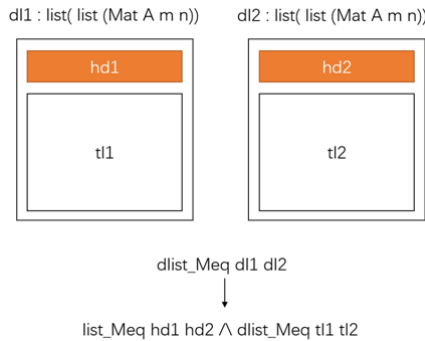 dl1 : list( list (Mat A m n)) dl2 : list( list (Mat A m n))
hd1 hd2
tl1 tl2
dlist_Meq dl1 dl2
list_Meq hd1 hd2 ∧ dlist_Meq tl1 tl2